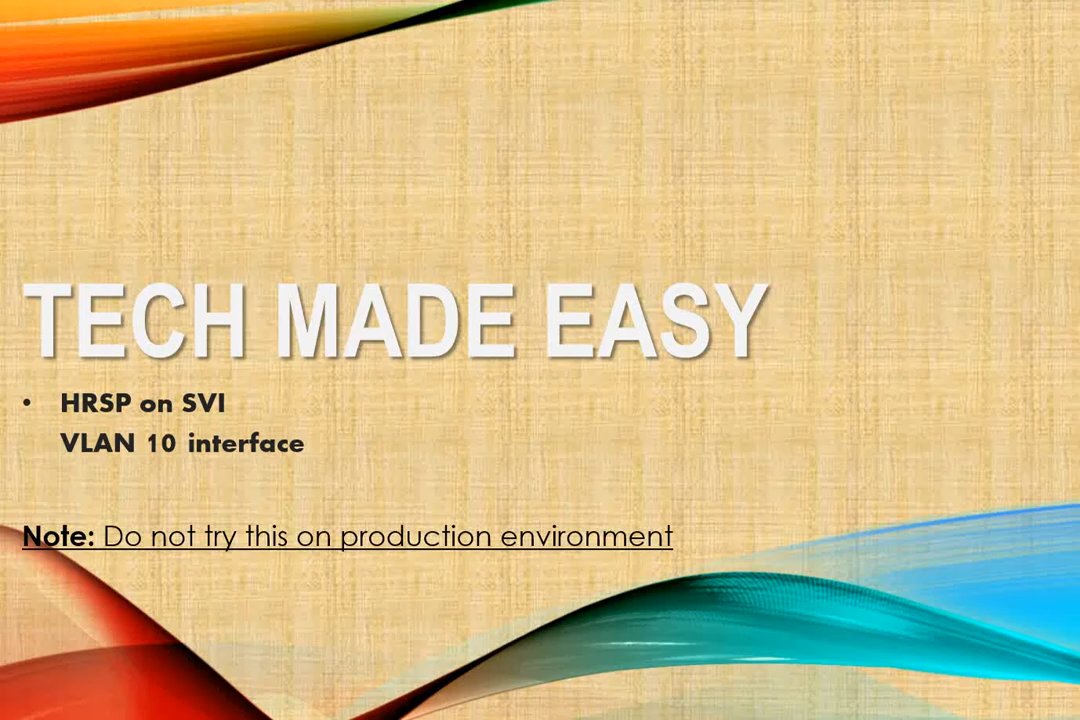 TECH MADE EASY
• HRSP on SVI
VLAN 10 interface
Note: Do not try this on production environment